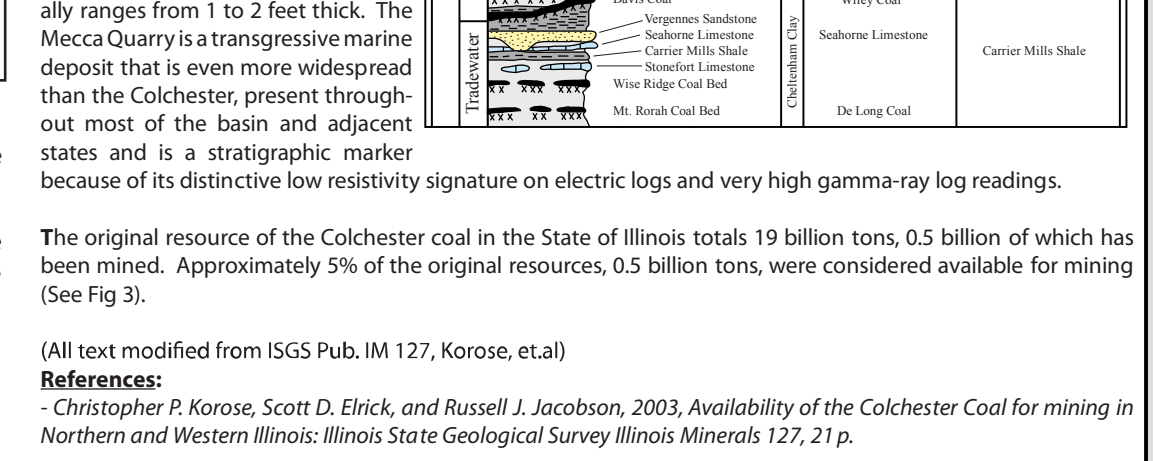 ally ranges from 1 to 2 feet thick. The
Mecca Quarry is a transgressive marine
deposit that is even more widespread
than the Colchester, present through-
out most of the basin and adjacent
states and is a stratigraphic marker
because of its distinctive low resistivity signature on electric logs and very high gamma-ray log readings.
Davis Coal
Wiley Coal
Tradewater
Vergennes Sandstone
Seahorne Limestone
Carrier Mills Shale
Stonefort Limestone
Wise Ridge Coal Bed
Mt. Rorah Coal Bed
Cheltenham Clay
Seahorne Limestone
De Long Coal
Carrier Mills Shale
The original resource of the Colchester coal in the State of Illinois totals 19 billion tons, 0.5 billion of which has
been mined. Approximately 5% of the original resources, 0.5 billion tons, were considered available for mining
(See Fig 3).
(All text modified from ISGS Pub. IM 127, Korose, et.al)
References:
- Christopher P. Korose, Scott D. Elrick, and Russell J. Jacobson, 2003, Availability of the Colchester Coal for mining in
Northern and Western Illinois: Illinois State Geological Survey Illinois Minerals 127, 21 p.